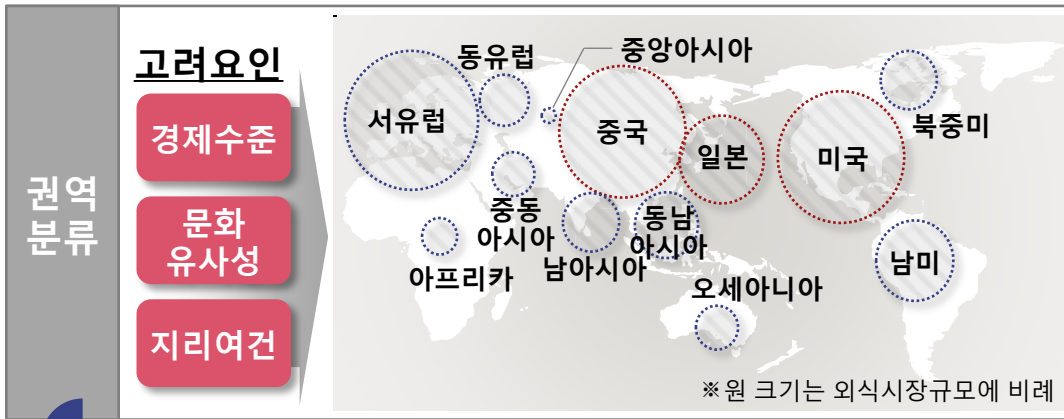 권역
분류
고려요인
경제수준
문화
유사성
지리여건
서유럽
동유럽
중앙아시아
중국
일본
미국
북중미
중동
아시아
아프리카
남아시아
동남
아시아
오세아니아
남미
※원 크기는 외식시장규모에 비례